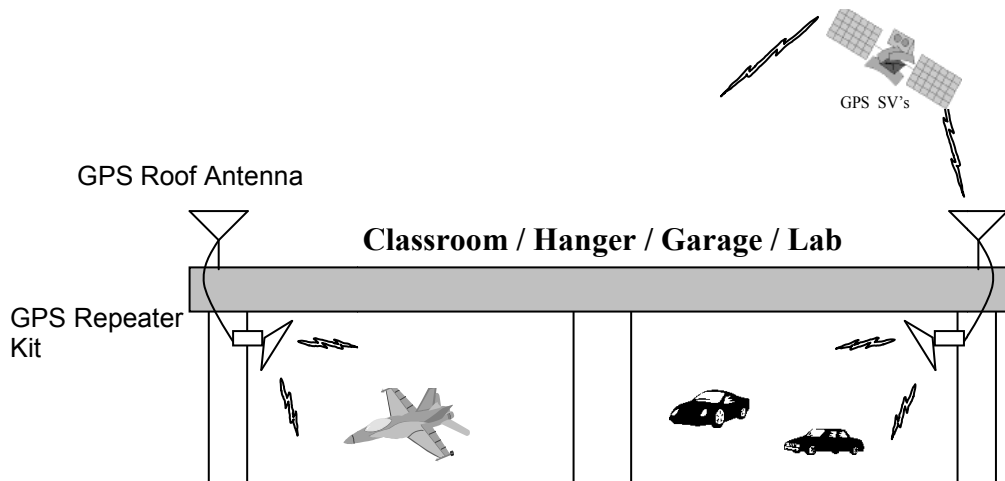 GPS SV's
GPS Roof Antenna
Classroom / Hanger / Garage / Lab
GPS Repeater
Kit